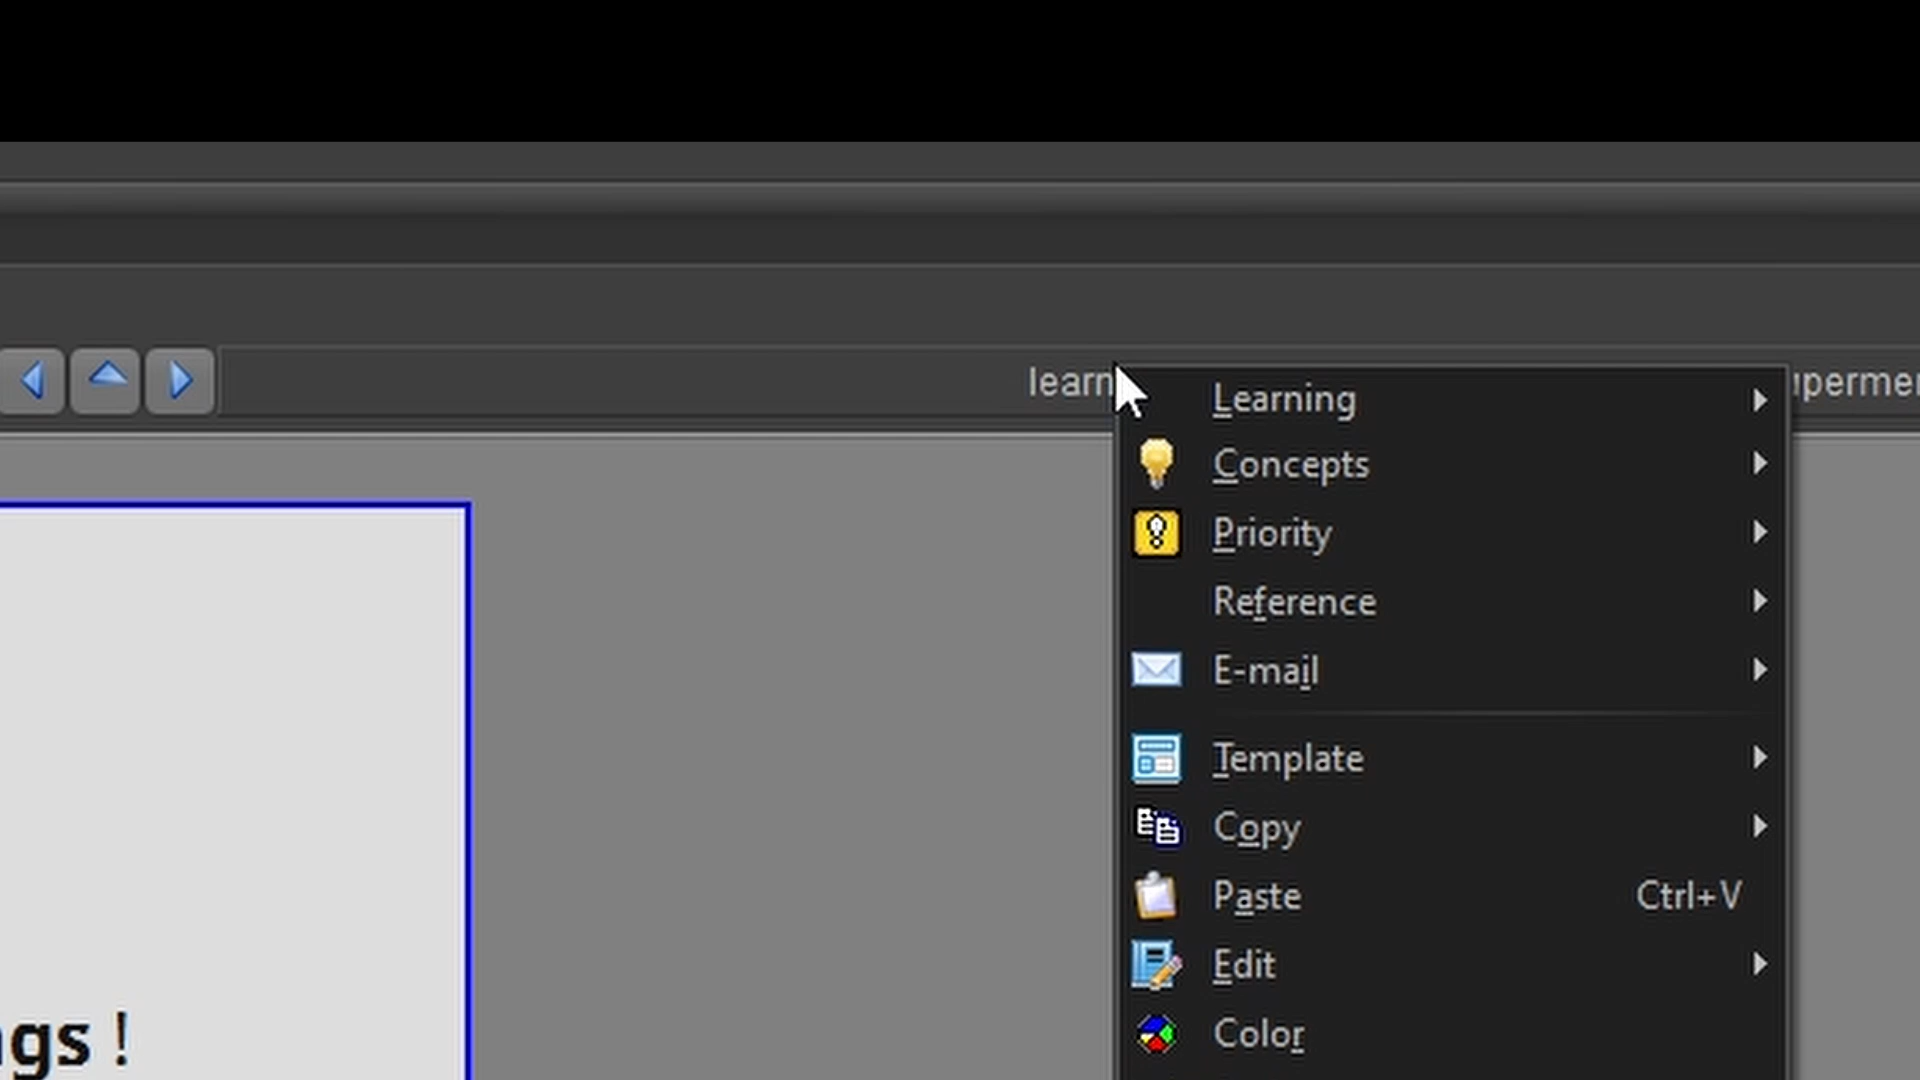 learn
Learning
Concepts
Priority
Reference
E-mail
Template
Copy
Paste Ctrl+V
Edit
Color
gs !